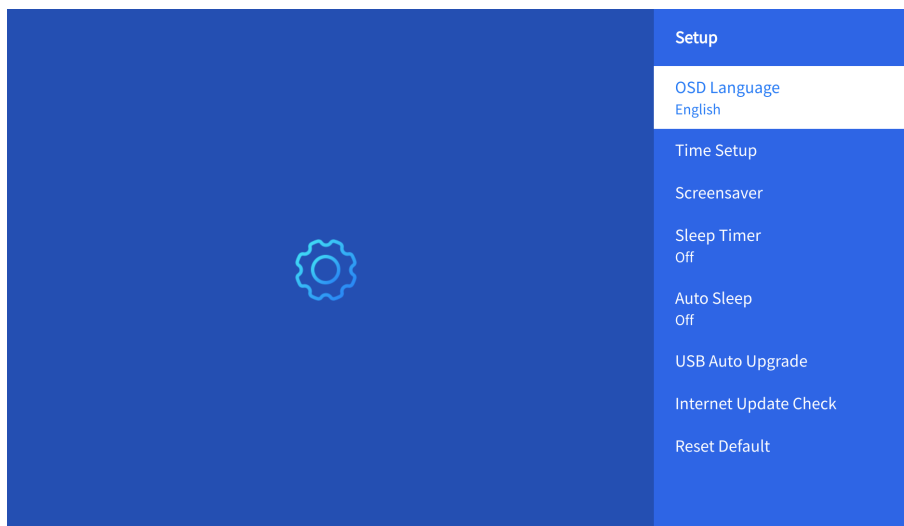 Setup
OSD Language
English
Time Setup
Screensaver
Sleep Timer
Off
Auto Sleep
Off
USB Auto Upgrade
Internet Update Check
Reset Default